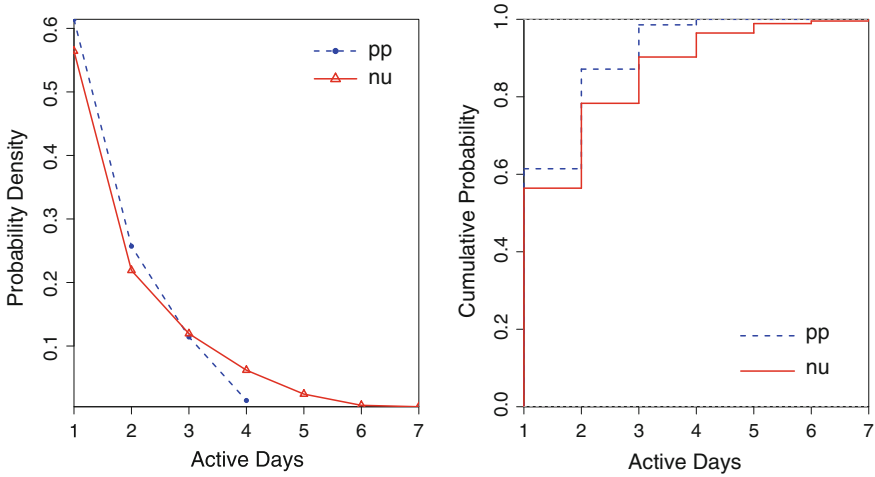 Probability Density
0.6
0.5
0.4
0.3
0.2
0.1
pp
nu
1 2 3 4 5 6 7
Active Days
Cumulative Probability
1.0
0.8
0.6
0.4
0.2
0.0
pp
nu
1 2 3 4 5 6 7
Active Days